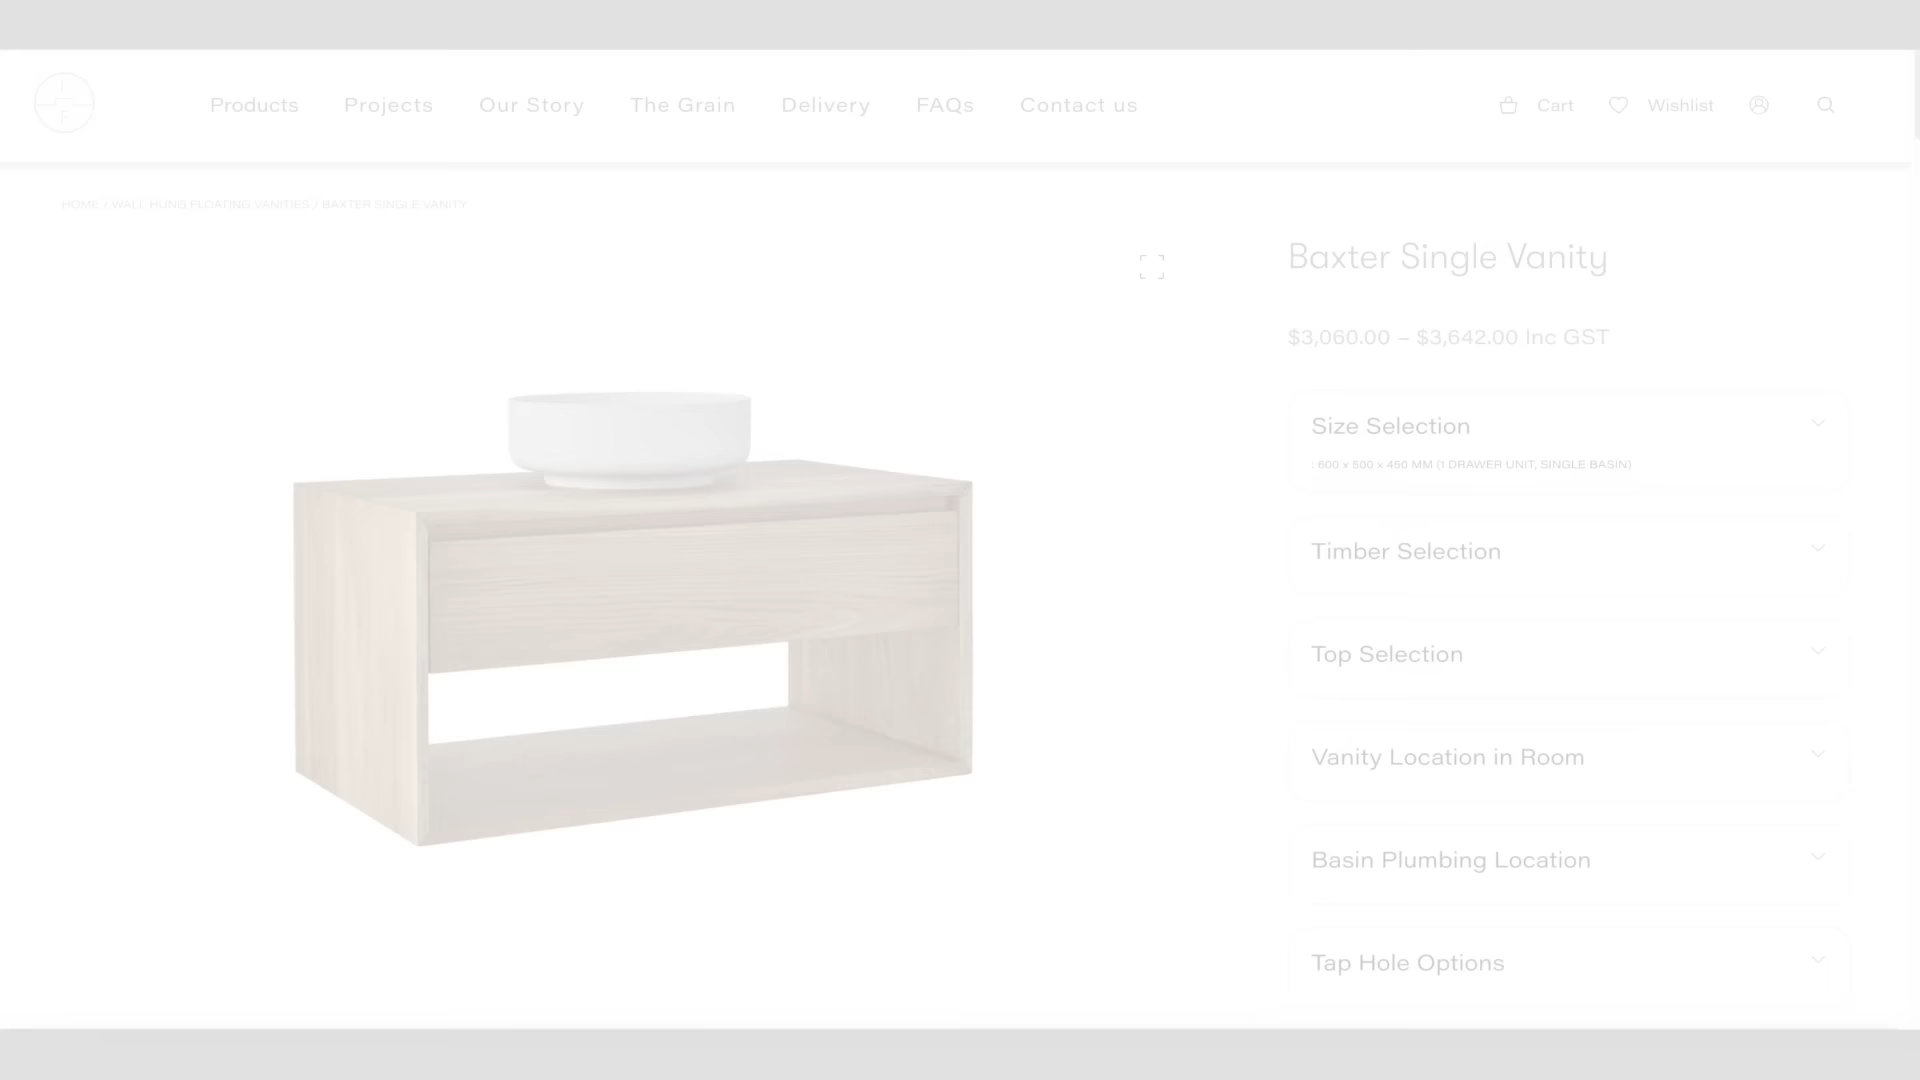 Products Projects Our Story The Grain Delivery FAQs Contact us Cart Wishlist
HOME / WALL HUNG FLOATING VANITIES / BAXTER SINGLE VANITY
Baxter Single Vanity
$3,060.00 – $3,642.00 Inc GST
Size Selection
: 600 x 500 x 450 MM (1 DRAWER UNIT, SINGLE BASIN)
Timber Selection
Top Selection
Vanity Location in Room
Basin Plumbing Location
Tap Hole Options